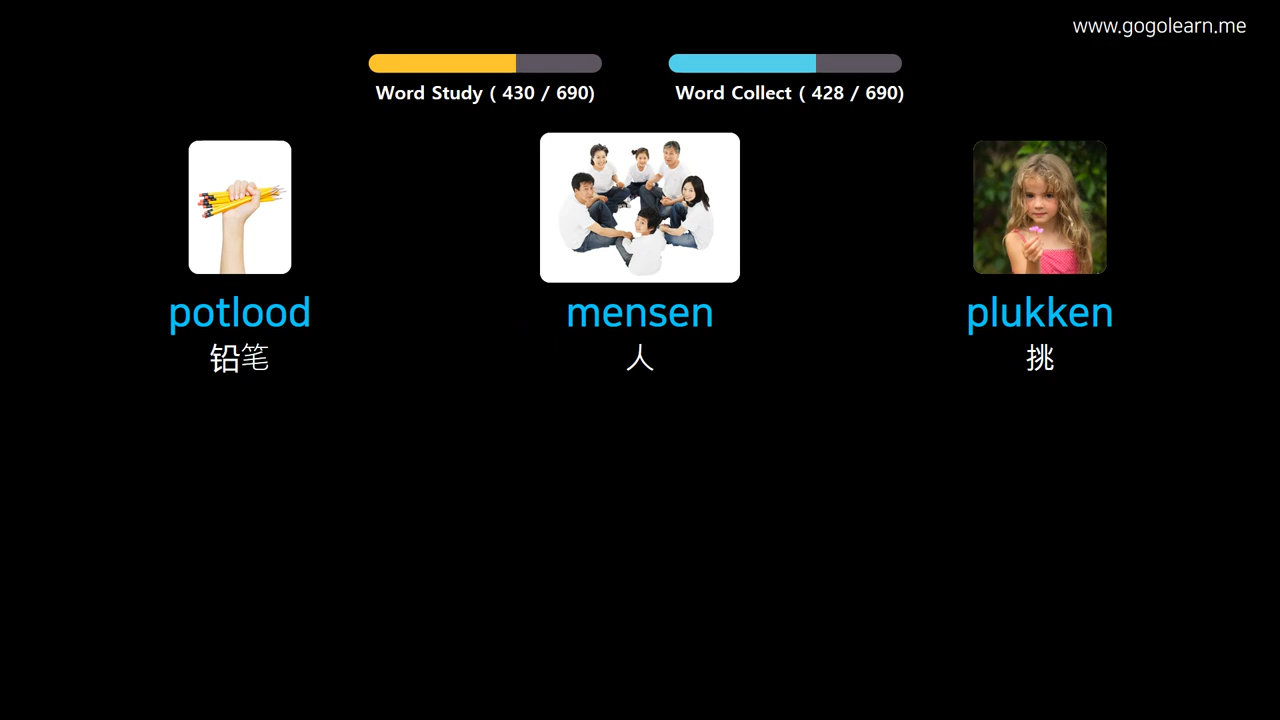 www.gogolearn.me
Word Study ( 430 / 690)
Word Collect ( 428 / 690)
potlood
铅笔
mensen
人
plukken
挑